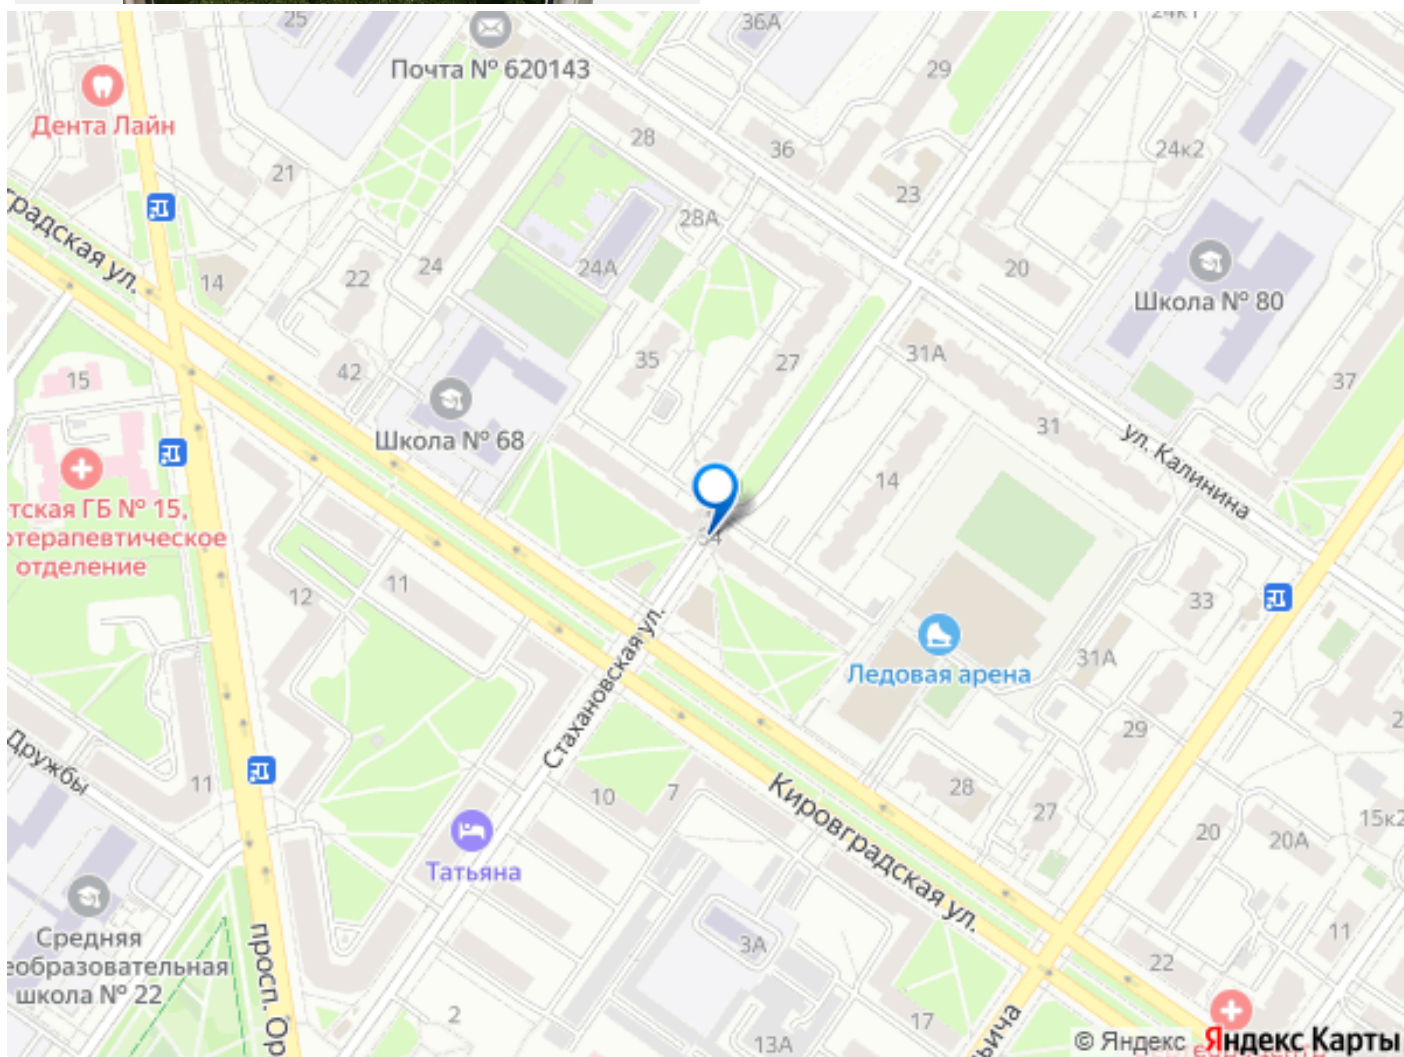 25
36А
24к1
Почта № 620143
29
Дента Лайн
28
36
24к2
21
23
28А
градская ул.
22
24
24А
20
14
Школа № 80
35
27
31А
42
15
37
Школа № 68
31
ул. Калинина
14
тская ГБ № 15,
отерапевтическое
отделение
34
11
12
33
Стахановская ул.
31А
Ледовая арена
29
Дружбы
11
10
7
28
27
Кировградская ул.
20
20А
15к2
Татьяна
Средняя
еобразовательная
школа № 22
просп. Ор
3А
11
22
2
17
ьича
13А
© Яндекс Яндекс Карты